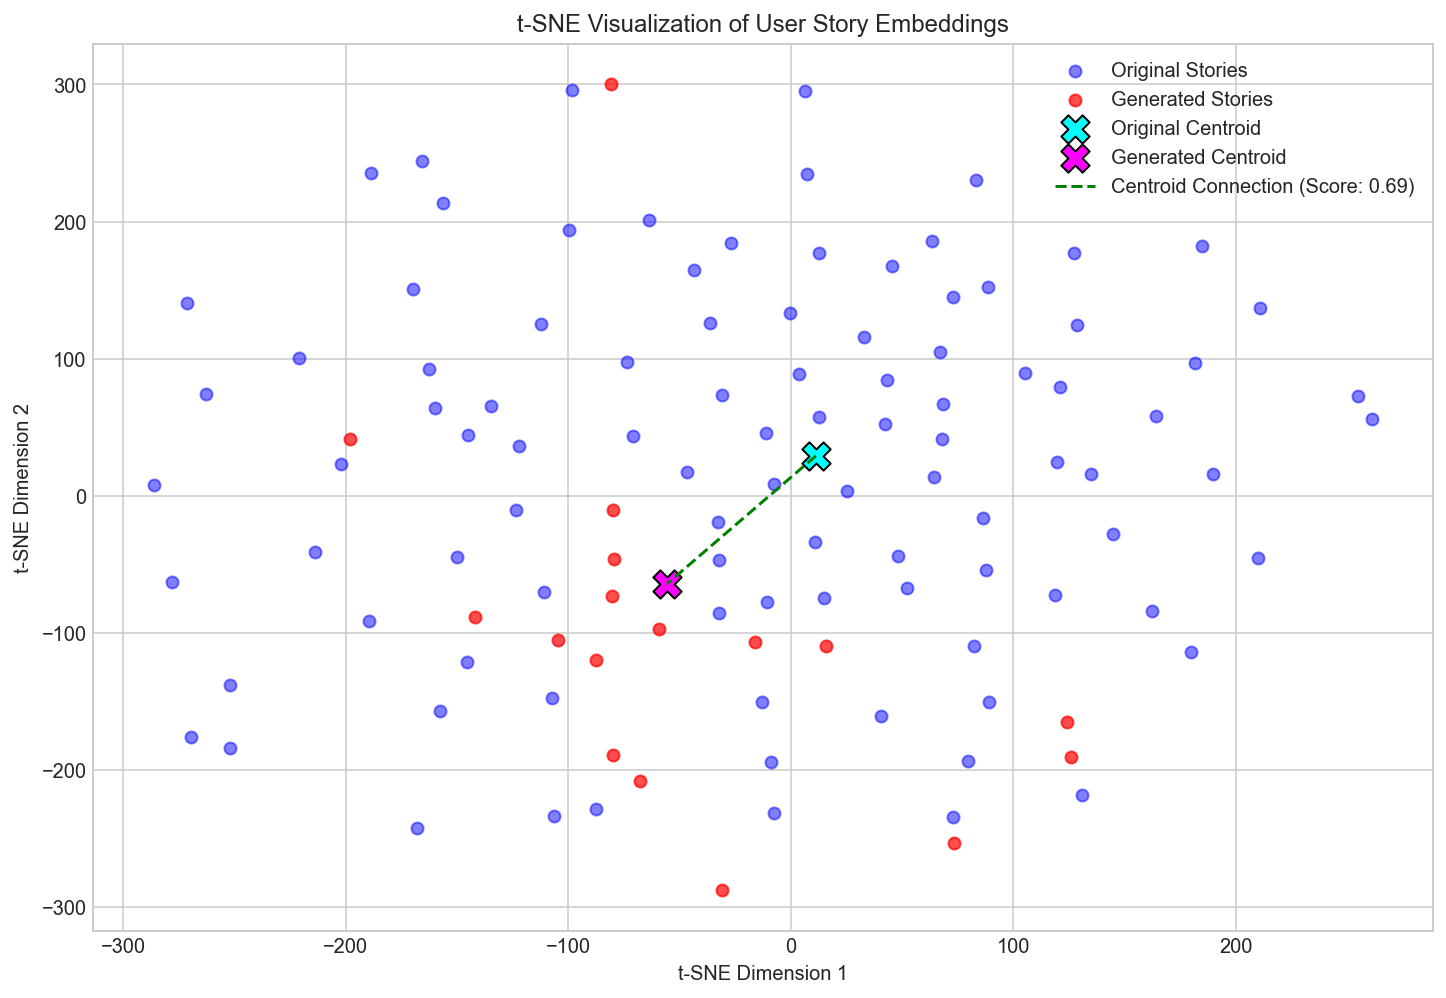 t-SNE Visualization of User Story Embeddings
Original Stories
Generated Stories
Original Centroid
Generated Centroid
Centroid Connection (Score: 0.69)
300
200
100
0
−100
−200
−300
t-SNE Dimension 2
−300
−200
−100
0
100
200
t-SNE Dimension 1